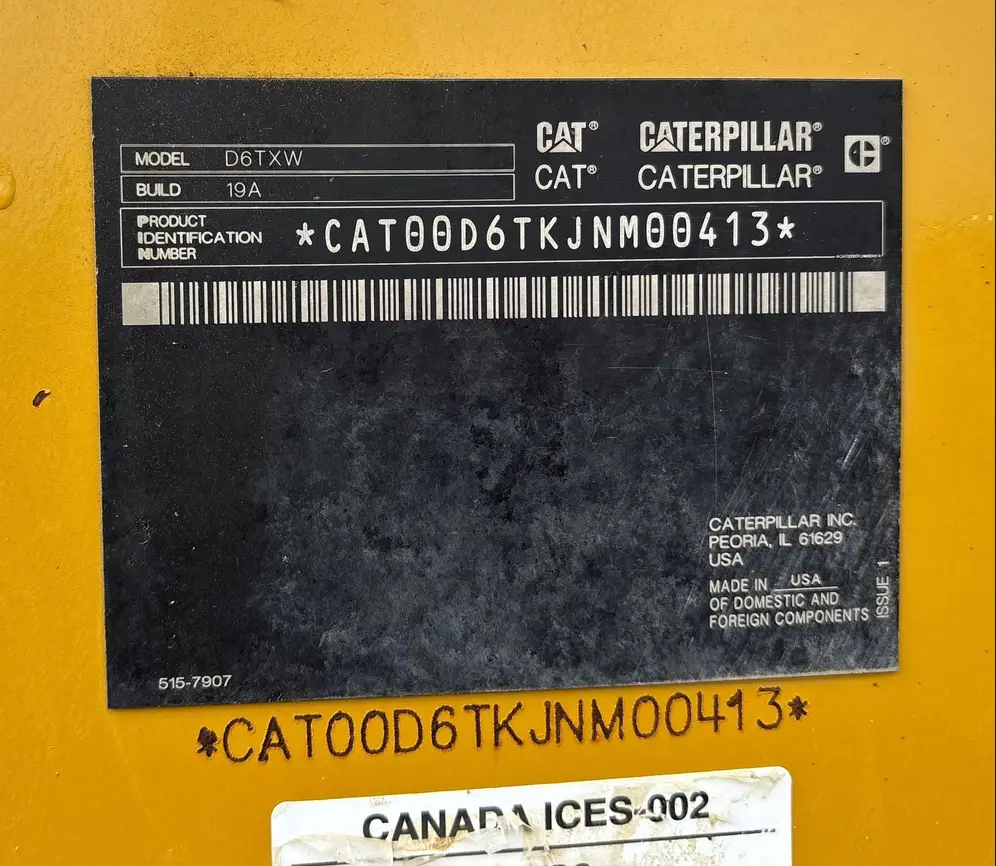 CAT® CATERPILLAR®
CAT® CATERPILLAR®
MODEL D6TXW
BUILD 19A
PRODUCT
IDENTIFICATION
NUMBER
*CAT00D6TKJNM00413*
CATERPILLAR INC.
PEORIA, IL 61629
USA
MADE IN USA
OF DOMESTIC AND
FOREIGN COMPONENTS
ISSUE 1
515-7907
*CAT00D6TKJNM00413*
CANADA ICES-002